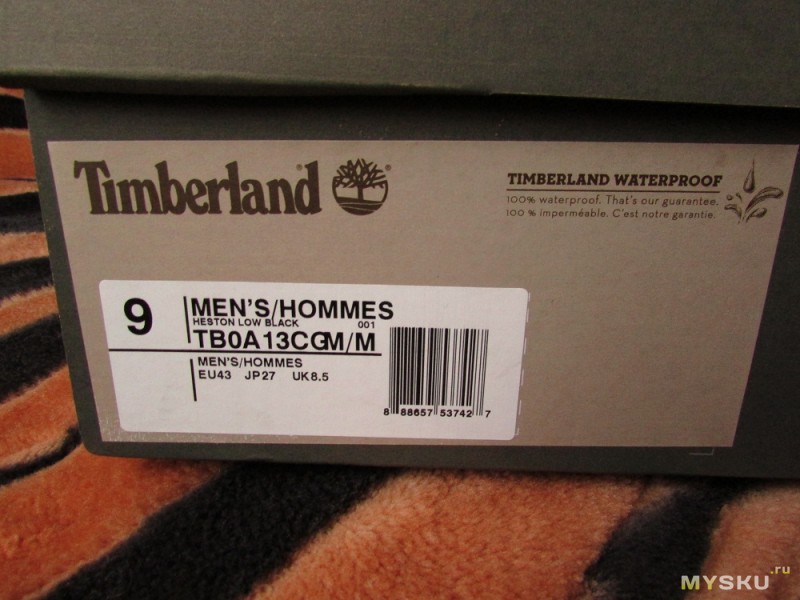 Timberland®
TIMBERLAND WATERPROOF
100% waterproof. That's our guarantee.
100 % imperméable. C'est notre garantie.
9
MEN'S/HOMMES
HESTON LOW BLACK 001
TB0A13CGM/M
MEN'S/HOMMES
EU43 JP27 UK8.5
8 88657 53742 7
MYSKU.ru